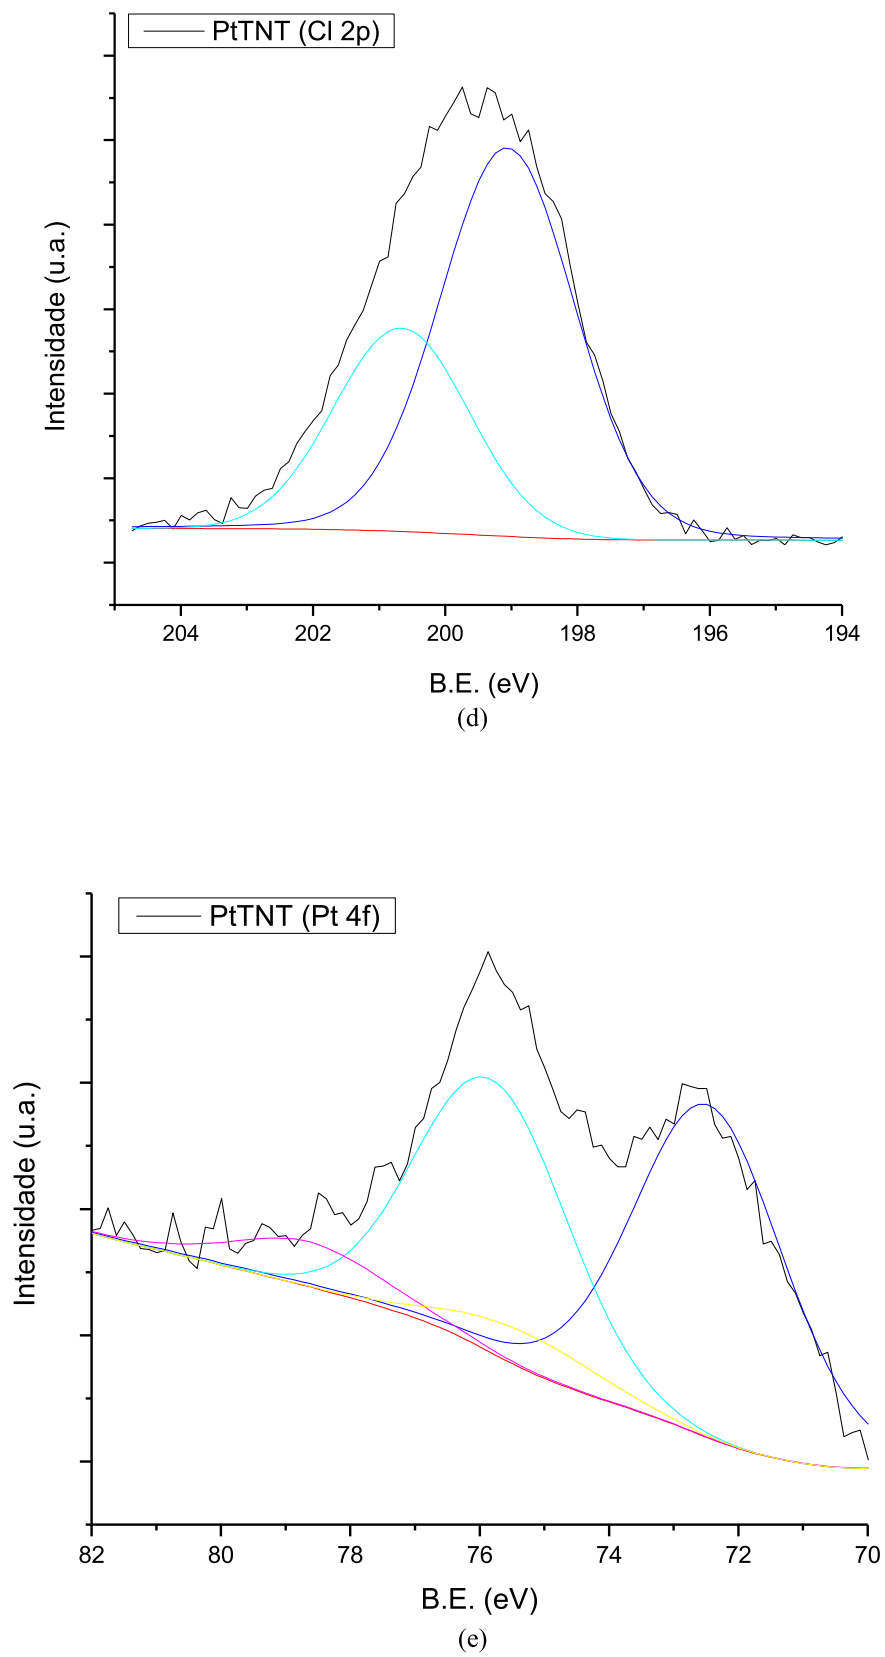 PtTNT (Cl 2p)
Intensidade (u.a.)
204 202 200 199 198 196 194
B.E. (eV)
(d)
PtTNT (Pt 4f)
Intensidade (u.a.)
82 80 78 76 74 72 70
B.E. (eV)
(e)